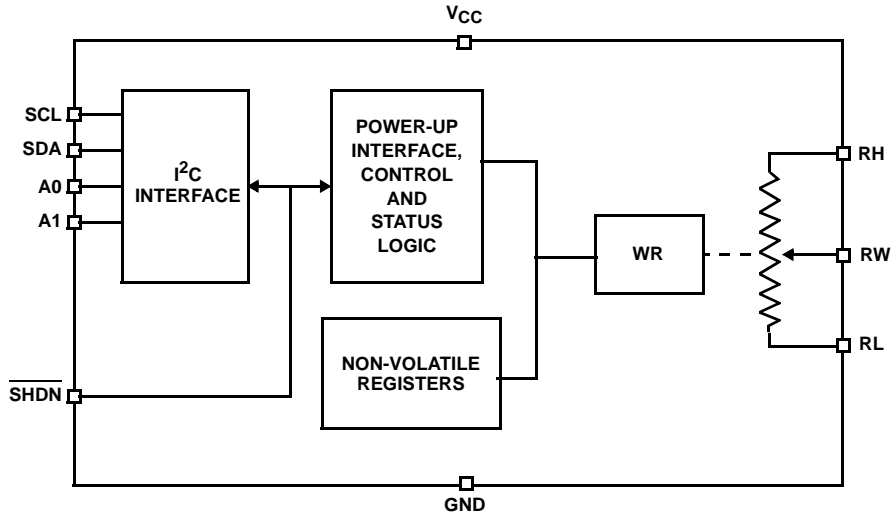 VCC
SCL
SDA
A0
A1
I2C
INTERFACE
POWER-UP
INTERFACE,
CONTROL
AND
STATUS
LOGIC
NON-VOLATILE
REGISTERS
WR
RH
RW
RL
SHDN
GND